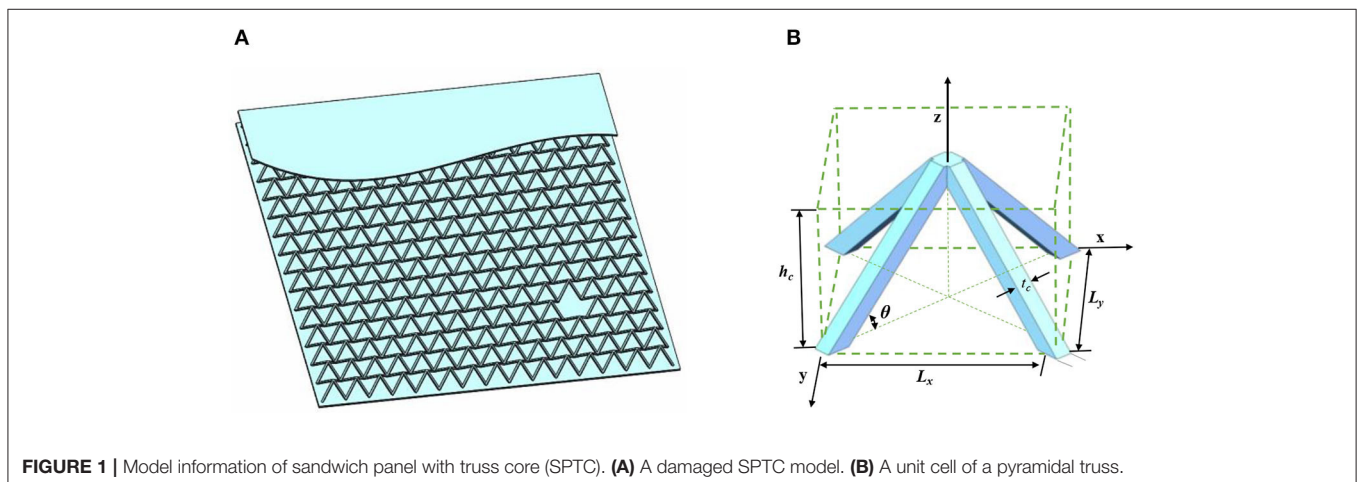 A
B
z
x
h_c
t_c
L_y
θ
y
L_x
FIGURE 1 | Model information of sandwich panel with truss core (SPTC). (A) A damaged SPTC model. (B) A unit cell of a pyramidal truss.